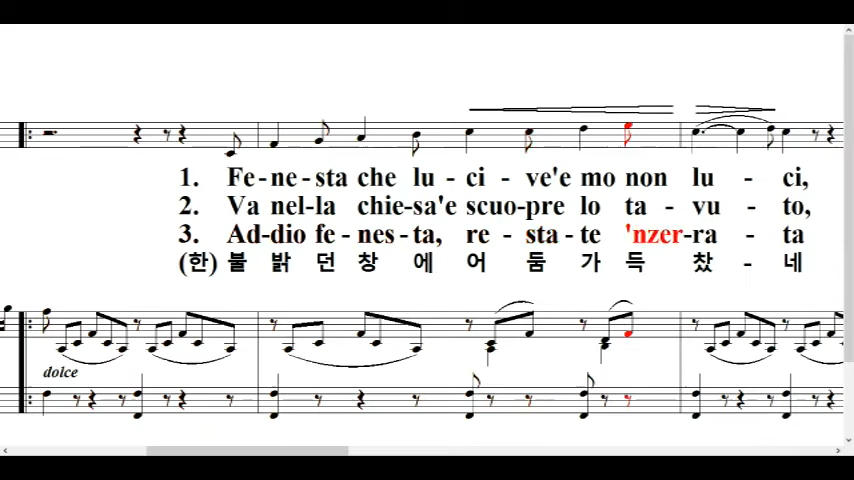 1. Fe-ne-sta che lu-ci-ve'e mo non lu-ci,
2. Va nel-la chie-sa'e scuo-pre lo ta-vu-to,
3. Ad-dio fe-nes-ta, re-sta-te 'nzer-ra-ta
(한) 불 밝 던 창 에 어 둠 가 득 찼 - 네
dolce